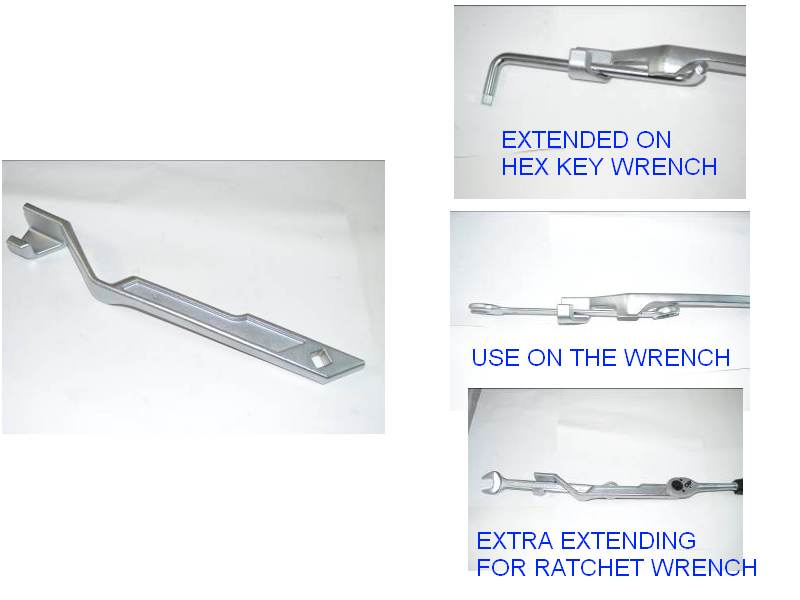 EXTENDED ON
HEX KEY WRENCH
USE ON THE WRENCH
EXTRA EXTENDING
FOR RATCHET WRENCH